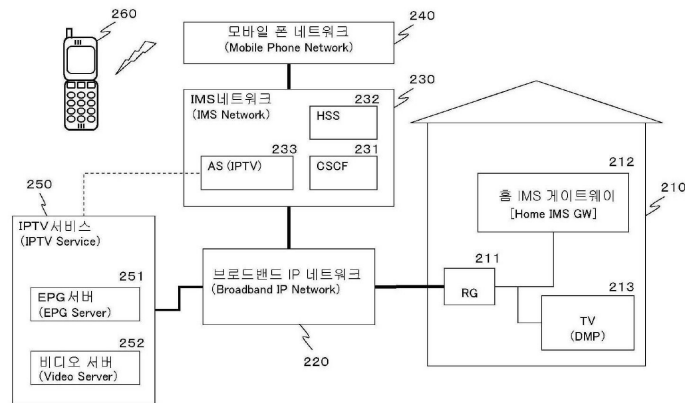 260
모바일 폰 네트워크
(Mobile Phone Network)
240
IMS네트워크
(IMS Network)
230
232
HSS
233
AS (IPTV)
231
CSCF
250
IPTV서비스
(IPTV Service)
251
EPG서버
(EPG Server)
252
비디오 서버
(Video Server)
브로드밴드 IP 네트워크
(Broadband IP Network)
220
212
홈 IMS 게이트웨이
[Home IMS GW]
210
211
RG
213
TV
(DMP)